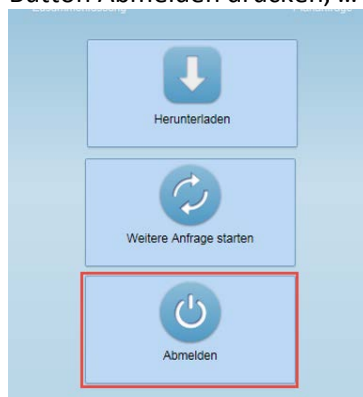 Button Abmelden drücken, ...
Herunterladen
Weitere Anfrage starten
Abmelden